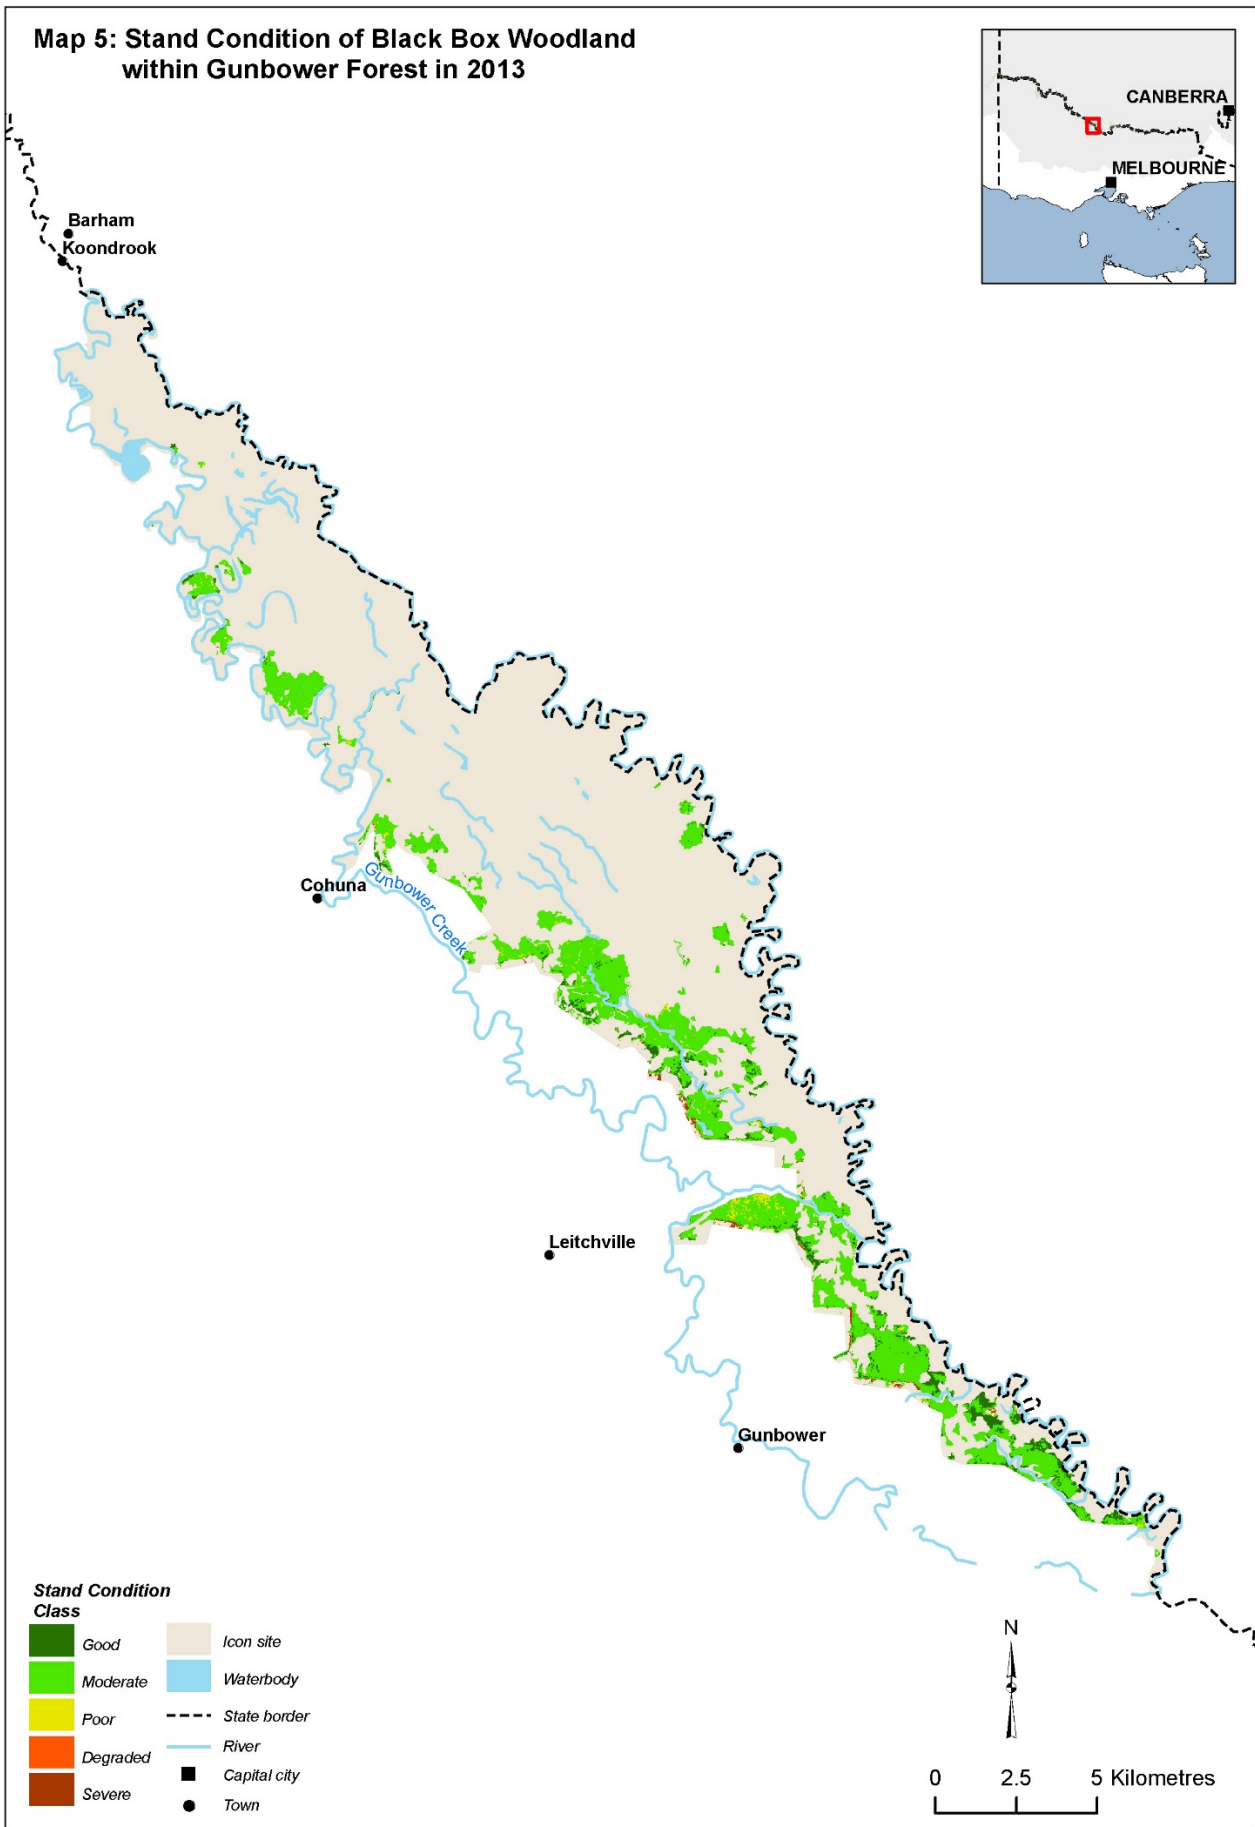 Map 5: Stand Condition of Black Box Woodland
within Gunbower Forest in 2013
CANBERRA
MELBOURNE
Barham
Koondrook
Cohuna
Gunbower Creek
Leitchville
Gunbower
Stand Condition
Class
Good
Moderate
Poor
Degraded
Severe
Icon site
Waterbody
State border
River
Capital city
Town
N
0 2.5 5 Kilometres